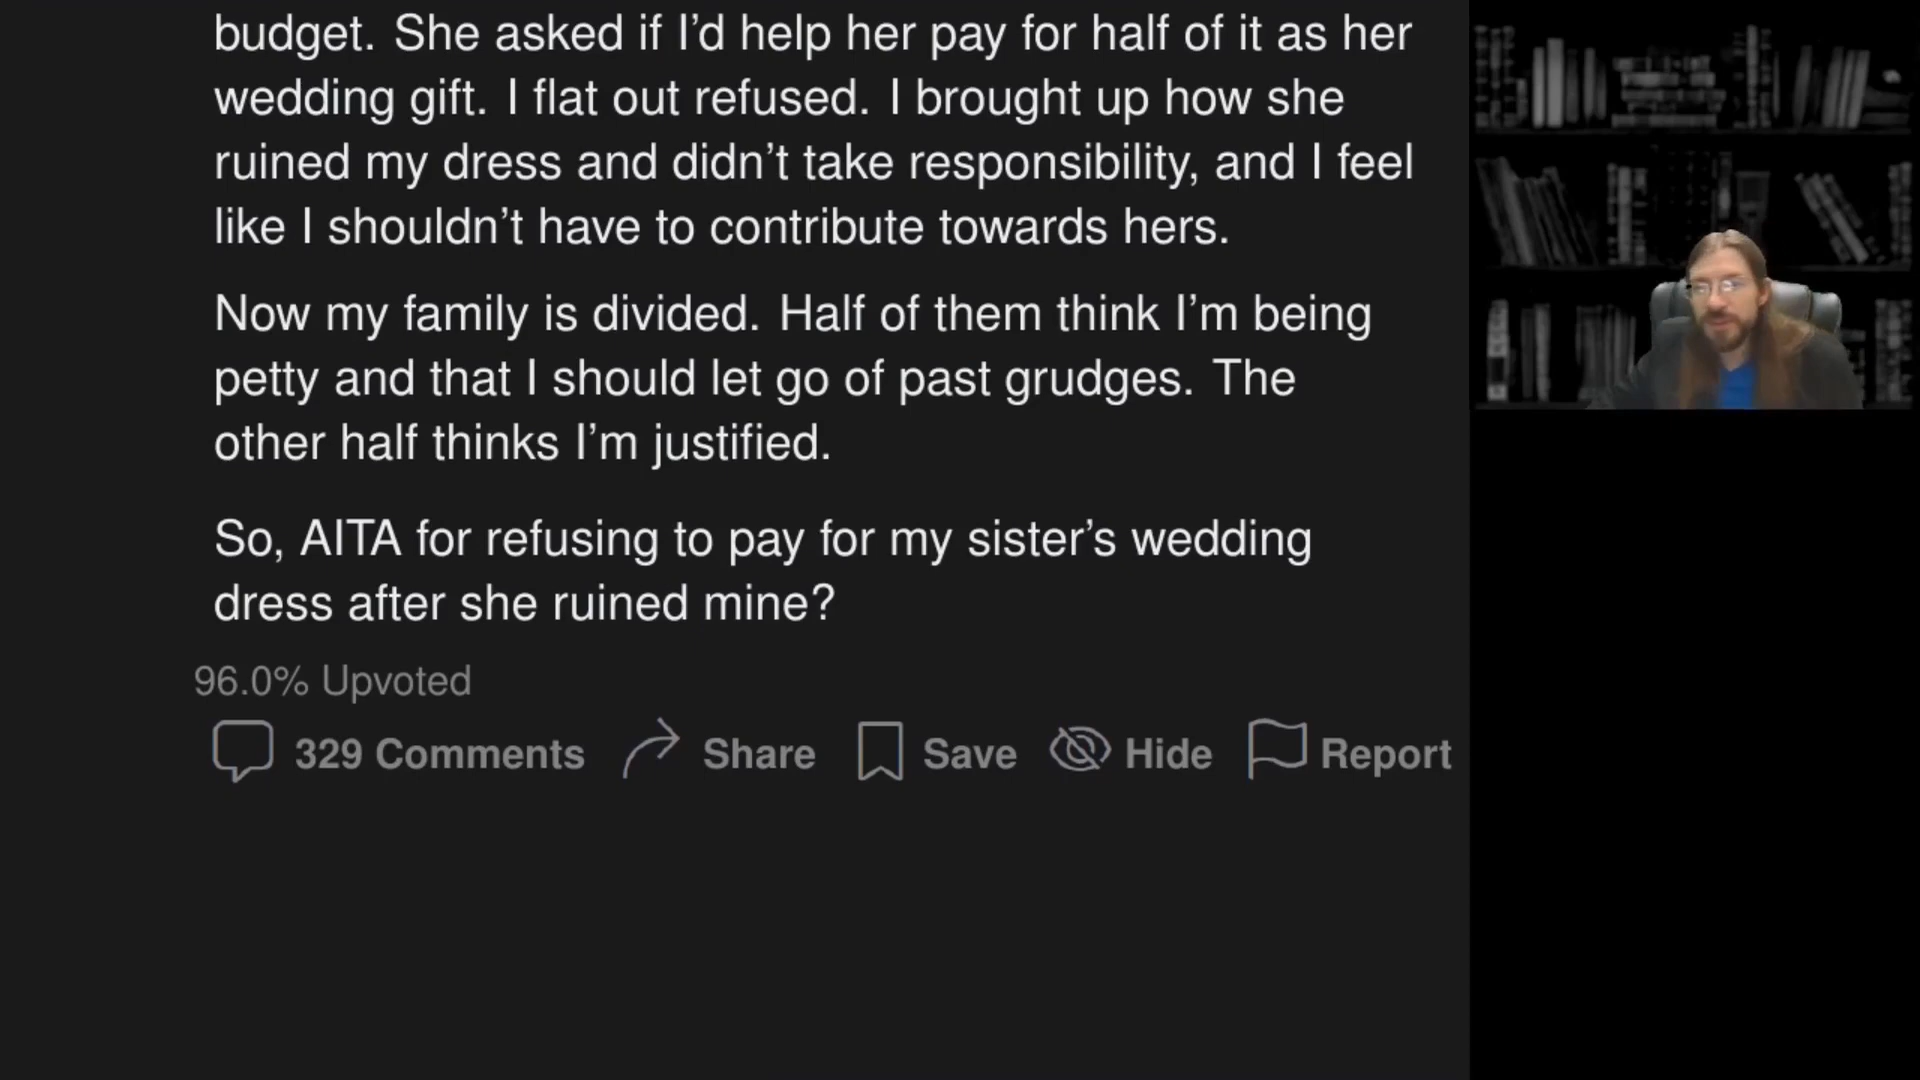 budget. She asked if I’d help her pay for half of it as her
wedding gift. I flat out refused. I brought up how she
ruined my dress and didn’t take responsibility, and I feel
like I shouldn’t have to contribute towards hers.
Now my family is divided. Half of them think I’m being
petty and that I should let go of past grudges. The
other half thinks I’m justified.
So, AITA for refusing to pay for my sister’s wedding
dress after she ruined mine?
96.0% Upvoted
329 Comments Share Save Hide Report